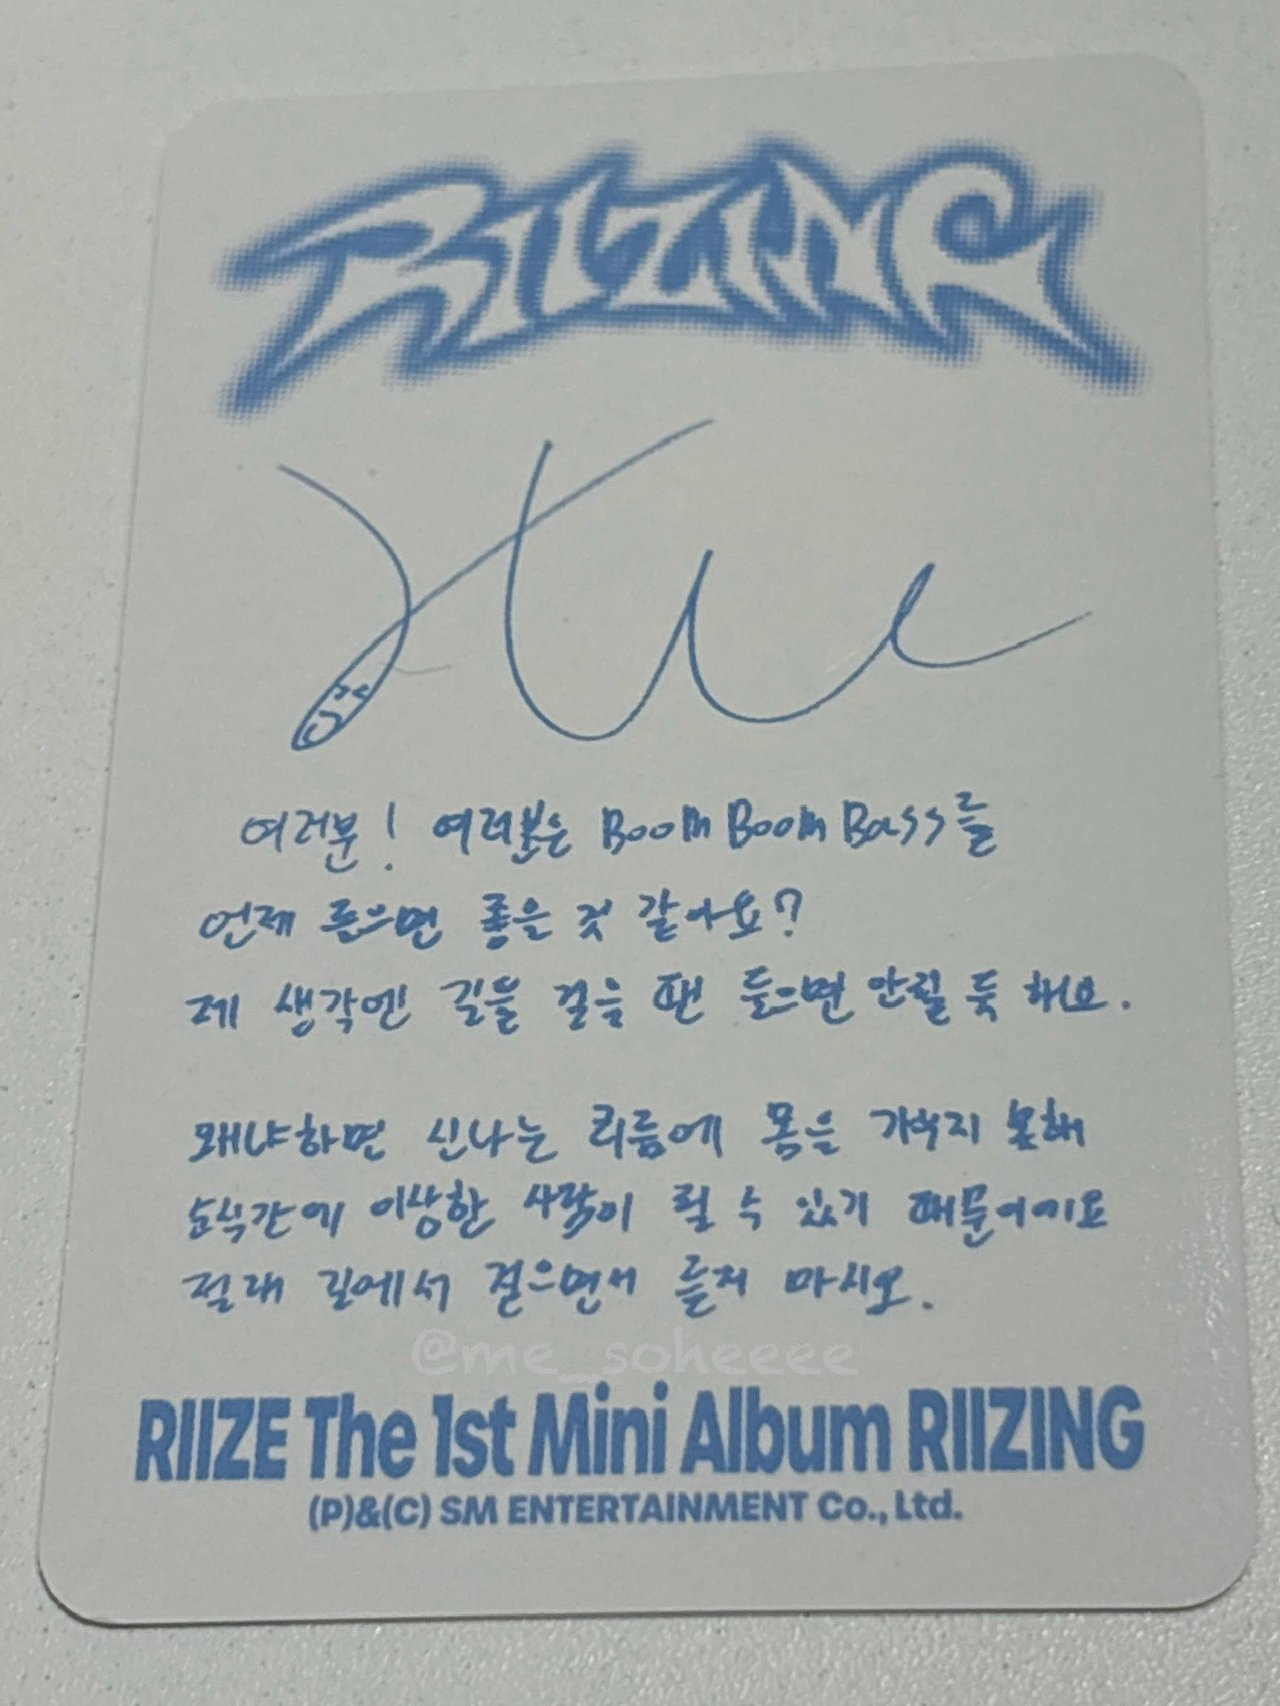 RIIZING
여러분! 여러분은 Boom Boom Bass를
언제 들으면 좋을 것 같아요?
제 생각엔 길을 걸을 땐 들으면 안될 듯 해요.
왜냐하면 신나는 리듬에 몸을 가누지 못해
순식간에 이상한 사람이 될 수 있기 때문이에요
절대 길에서 걸으면서 듣지 마시오.
@me_soheeee
RIIZE The 1st Mini Album RIIZING
(P)&(C) SM ENTERTAINMENT Co., Ltd.